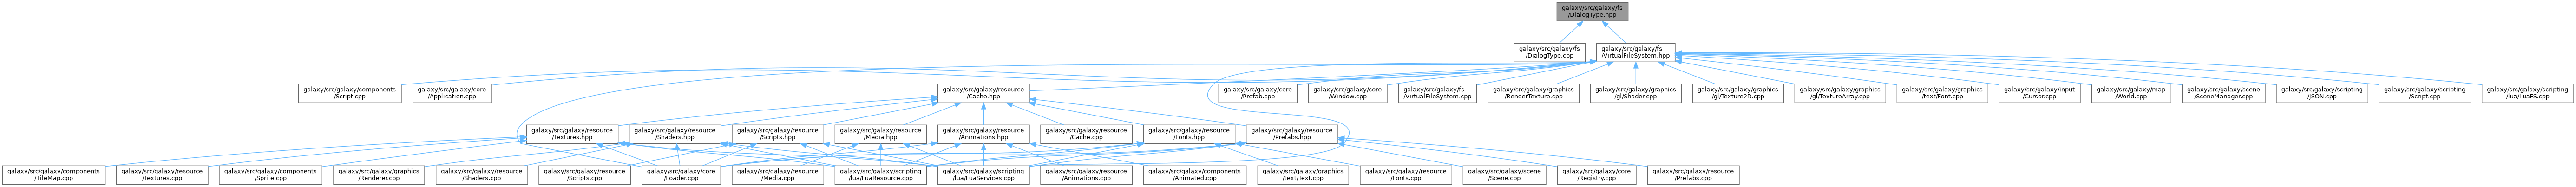 galaxy/src/galaxy/fs
/DialogType.hpp
galaxy/src/galaxy/fs
/DialogType.cpp
galaxy/src/galaxy/fs
/VirtualFileSystem.hpp
galaxy/src/galaxy/components
/Script.cpp
galaxy/src/galaxy/core
/Application.cpp
galaxy/src/galaxy/resource
/Cache.hpp
galaxy/src/galaxy/core
/Prefab.cpp
galaxy/src/galaxy/core
/Window.cpp
galaxy/src/galaxy/fs
/VirtualFileSystem.cpp
galaxy/src/galaxy/graphics
/RenderTexture.cpp
galaxy/src/galaxy/graphics
/gl/Shader.cpp
galaxy/src/galaxy/graphics
/gl/Texture2D.cpp
galaxy/src/galaxy/graphics
/gl/TextureArray.cpp
galaxy/src/galaxy/graphics
/text/Font.cpp
galaxy/src/galaxy/input
/Cursor.cpp
galaxy/src/galaxy/map
/World.cpp
galaxy/src/galaxy/scene
/SceneManager.cpp
galaxy/src/galaxy/scripting
/JSON.cpp
galaxy/src/galaxy/scripting
/Script.cpp
galaxy/src/galaxy/scripting
/lua/LuaFS.cpp
galaxy/src/galaxy/resource
/Textures.hpp
galaxy/src/galaxy/resource
/Shaders.hpp
galaxy/src/galaxy/resource
/Scripts.hpp
galaxy/src/galaxy/resource
/Media.hpp
galaxy/src/galaxy/resource
/Animations.hpp
galaxy/src/galaxy/resource
/Cache.cpp
galaxy/src/galaxy/resource
/Fonts.hpp
galaxy/src/galaxy/resource
/Prefabs.hpp
galaxy/src/galaxy/components
/TileMap.cpp
galaxy/src/galaxy/resource
/Textures.cpp
galaxy/src/galaxy/components
/Sprite.cpp
galaxy/src/galaxy/graphics
/Renderer.cpp
galaxy/src/galaxy/resource
/Shaders.cpp
galaxy/src/galaxy/resource
/Scripts.cpp
galaxy/src/galaxy/core
/Loader.cpp
galaxy/src/galaxy/resource
/Media.cpp
galaxy/src/galaxy/scripting
/lua/LuaResource.cpp
galaxy/src/galaxy/scripting
/lua/LuaServices.cpp
galaxy/src/galaxy/resource
/Animations.cpp
galaxy/src/galaxy/components
/Animated.cpp
galaxy/src/galaxy/graphics
/text/Text.cpp
galaxy/src/galaxy/resource
/Fonts.cpp
galaxy/src/galaxy/scene
/Scene.cpp
galaxy/src/galaxy/core
/Registry.cpp
galaxy/src/galaxy/resource
/Prefabs.cpp